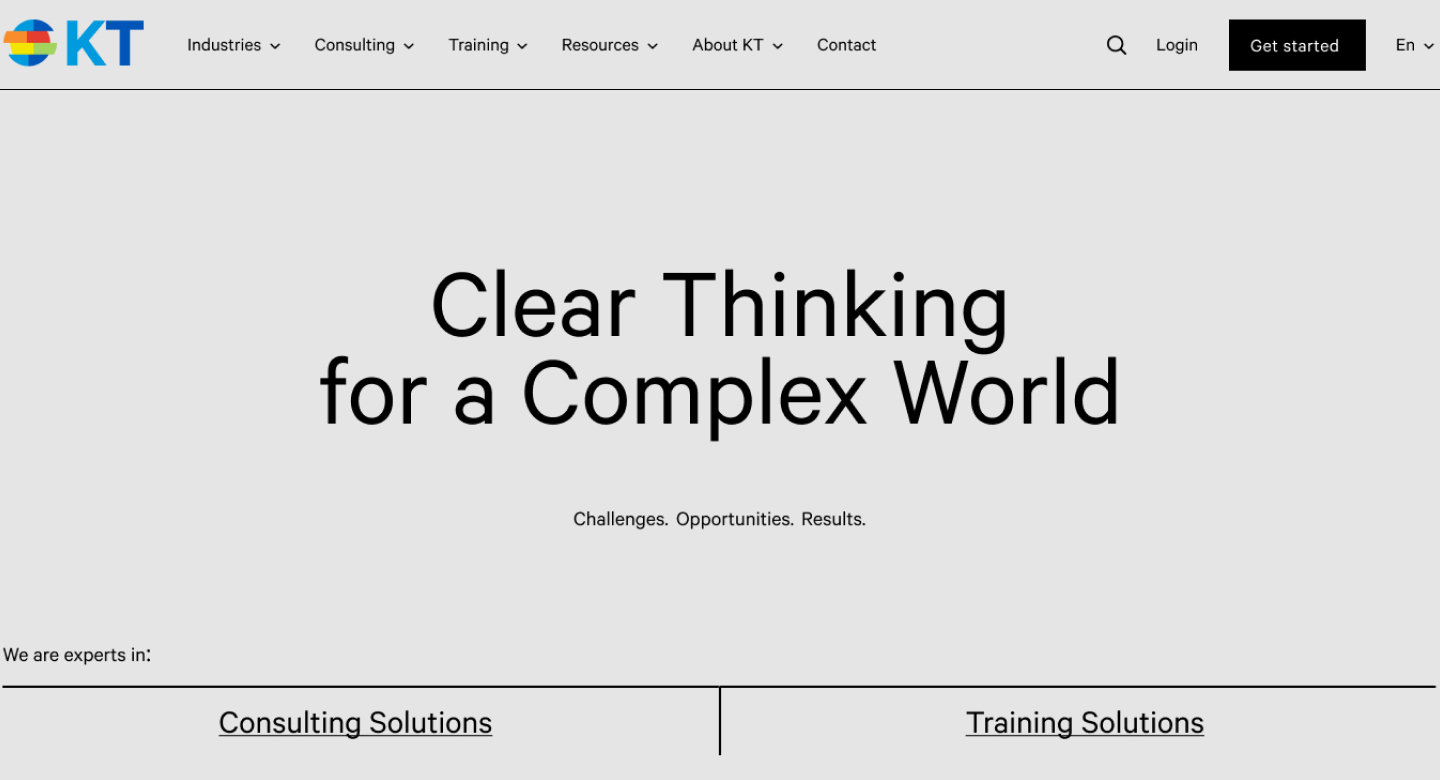 KT
Industries Consulting Training Resources About KT Contact Login Get started En
Clear Thinking
for a Complex World
Challenges. Opportunities. Results.
We are experts in:
Consulting Solutions Training Solutions